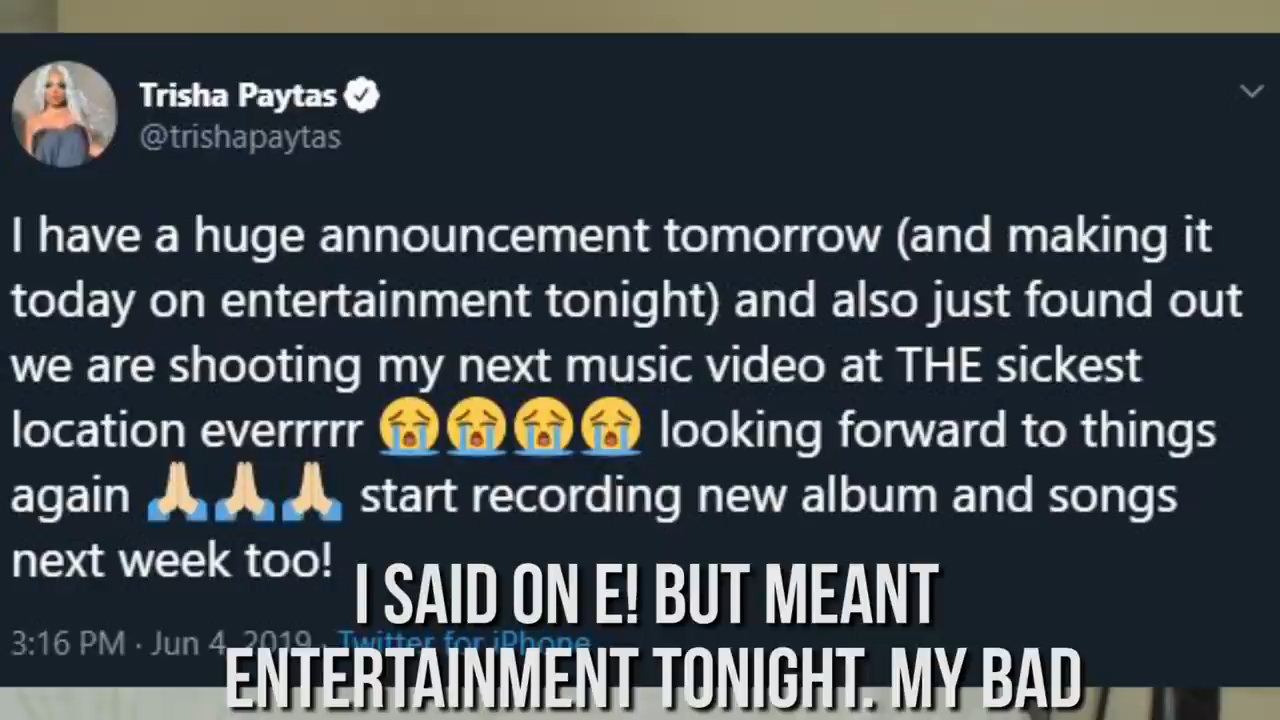 Trisha Paytas
@trishapaytas
I have a huge announcement tomorrow (and making it
today on entertainment tonight) and also just found out
we are shooting my next music video at THE sickest
location everrrrr 😭😭😭😭 looking forward to things
again 🙏🏼🙏🏼🙏🏼 start recording new album and songs
next week too!
3:16 PM · Jun 4, 2019 · Twitter for iPhone
I SAID ON E! BUT MEANT
ENTERTAINMENT TONIGHT. MY BAD